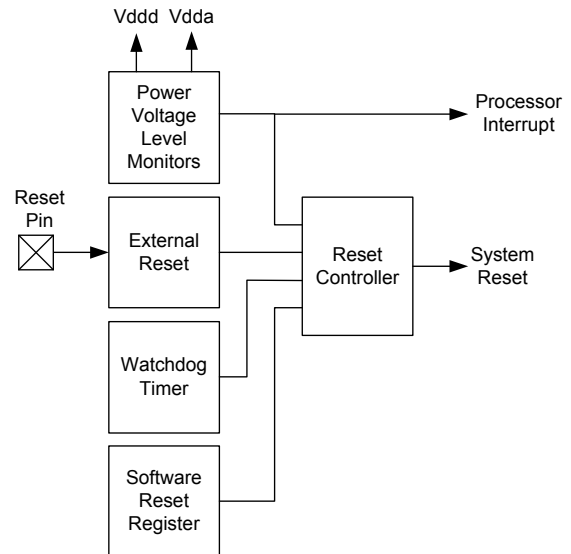 Vddd Vdda
Power
Voltage
Level
Monitors
Processor
Interrupt
Reset
Pin
External
Reset
Reset
Controller
System
Reset
Watchdog
Timer
Software
Reset
Register